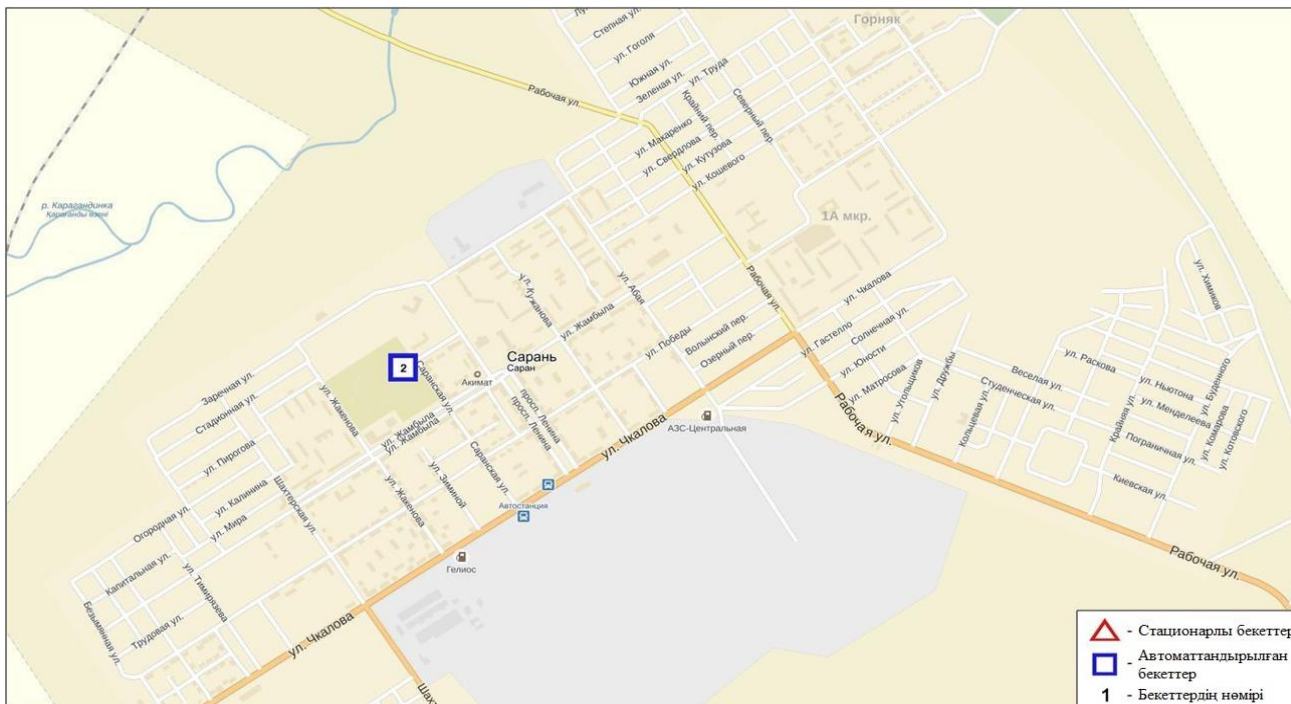 Горняк
Степная ул.
ул. Гоголя
Южная ул.
Зеленая ул.
ул. Труда
Рабочая ул.
Крайний пер.
Северный пер.
ул. Макаренко
ул. Свердлова
ул. Кутузова
ул. Кошевого
р. Карагандинка
Қарағанды өзені
1А мкр.
Рабочая ул.
ул. Чкалова
ул. Химиков
ул. Кужанова
ул. Абая
ул. Жамбыла
ул. Победы
Волынский пер.
Озерный пер.
ул. Гастелло
Солнечная ул.
ул. Юности
ул. Матросова
ул. Угольщиков
ул. Дружбы
Сарань
Саран
Акимат
2
Саранская ул.
Заречная ул.
Стадионная ул.
ул. Жакенова
ул. Жамбыла
ул. Жамбыла
просп. Ленина
просп. Ленина
ул. Чкалова
АЗС-Центральная
Рабочая ул.
Веселая ул.
Студенческая ул.
Кольцевая ул.
ул. Раскова
ул. Ньютона
ул. Буденного
ул. Менделеева
Крайняя ул.
ул. Комарова
ул. Котовского
Пограничная ул.
Киевская ул.
ул. Пирогова
ул. Калинина
Огородная ул.
ул. Мира
Шахтерская ул.
ул. Жакенова
ул. Зиминой
Саранская ул.
Автостанция
Гелиос
Капитальная ул.
ул. Тимирязева
Безымянная ул.
Трудовая ул.
ул. Чкалова
Рабочая ул.
- Стационарлы бекеттер
- Автоматтандырылған
бекеттер
1 - Бекеттердің нөмірі